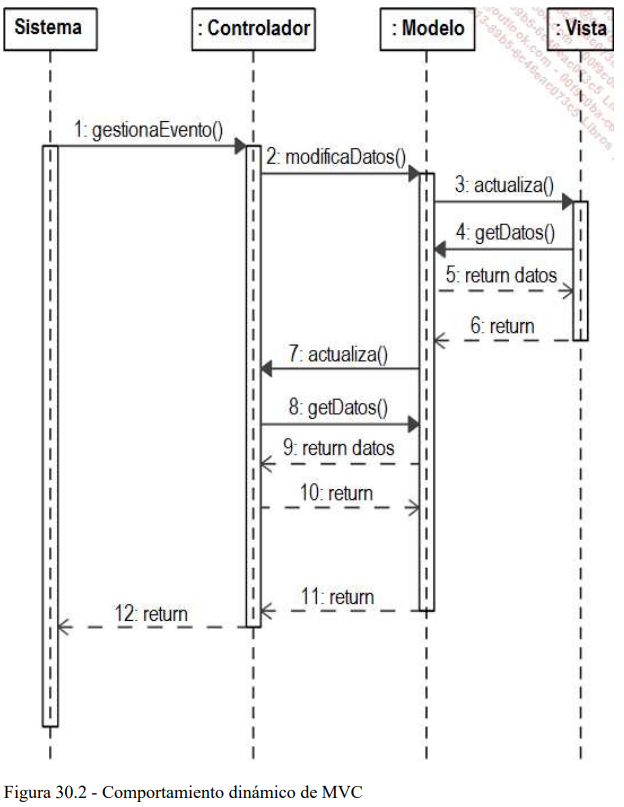 Sistema
: Controlador
: Modelo
: Vista
1: gestionaEvento()
2: modificaDatos()
3: actualiza()
4: getDatos()
5: return datos
6: return
7: actualiza()
8: getDatos()
9: return datos
10: return
11: return
12: return
Figura 30.2 - Comportamiento dinámico de MVC